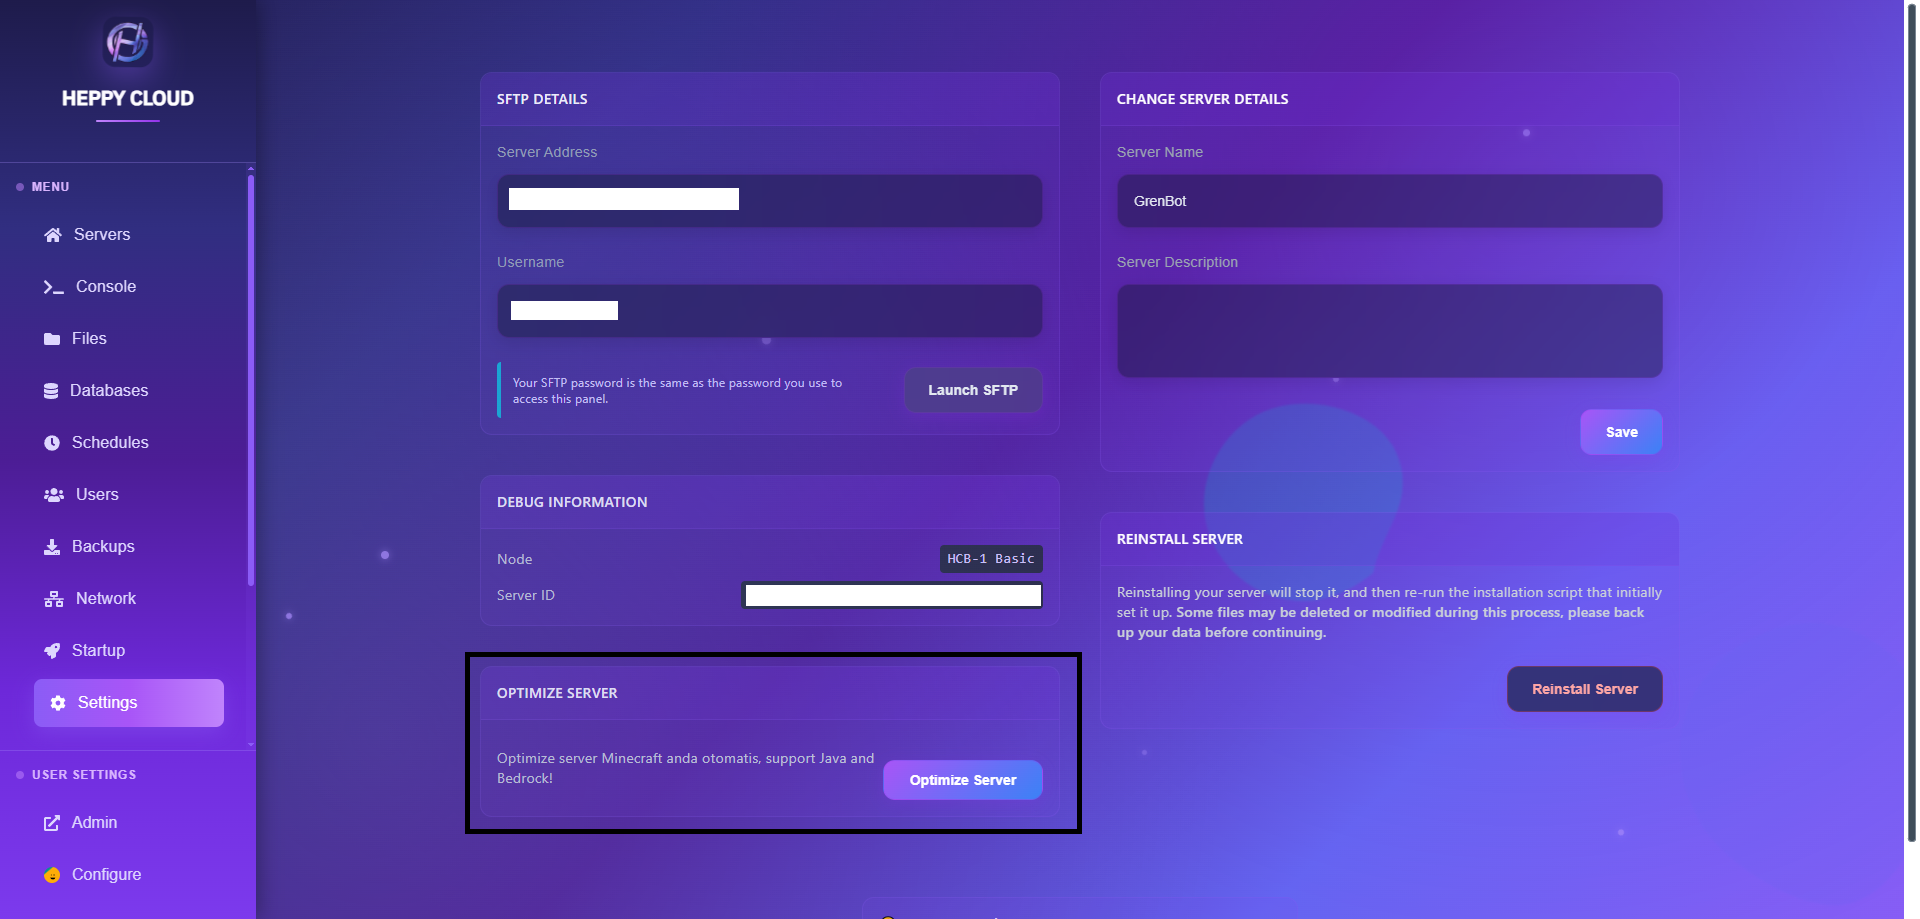 HEPPY CLOUD
MENU
Servers
Console
Files
Databases
Schedules
Users
Backups
Network
Startup
Settings
USER SETTINGS
Admin
Configure
SFTP DETAILS
Server Address
Username
Your SFTP password is the same as the password you use to
access this panel.
Launch SFTP
DEBUG INFORMATION
Node
HCB-1 Basic
Server ID
OPTIMIZE SERVER
Optimize server Minecraft anda otomatis, support Java and
Bedrock!
Optimize Server
CHANGE SERVER DETAILS
Server Name
GrenBot
Server Description
Save
REINSTALL SERVER
Reinstalling your server will stop it, and then re-run the installation script that initially
set it up. Some files may be deleted or modified during this process, please back
up your data before continuing.
Reinstall Server